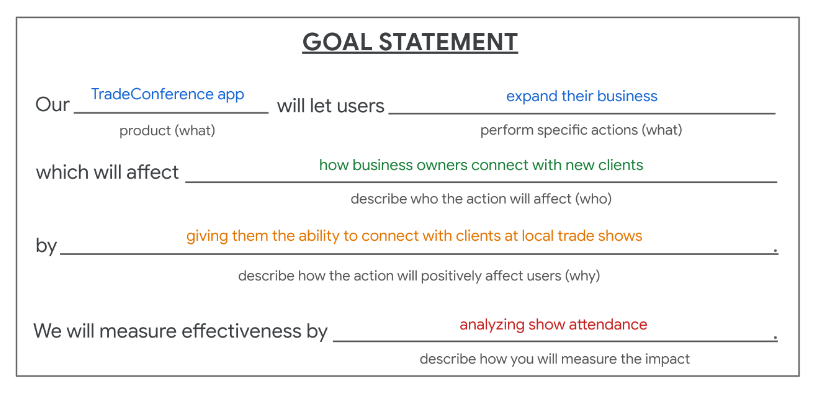 GOAL STATEMENT
Our TradeConference app will let users expand their business
product (what) perform specific actions (what)
which will affect how business owners connect with new clients
describe who the action will affect (who)
by giving them the ability to connect with clients at local trade shows.
describe how the action will positively affect users (why)
We will measure effectiveness by analyzing show attendance.
describe how you will measure the impact